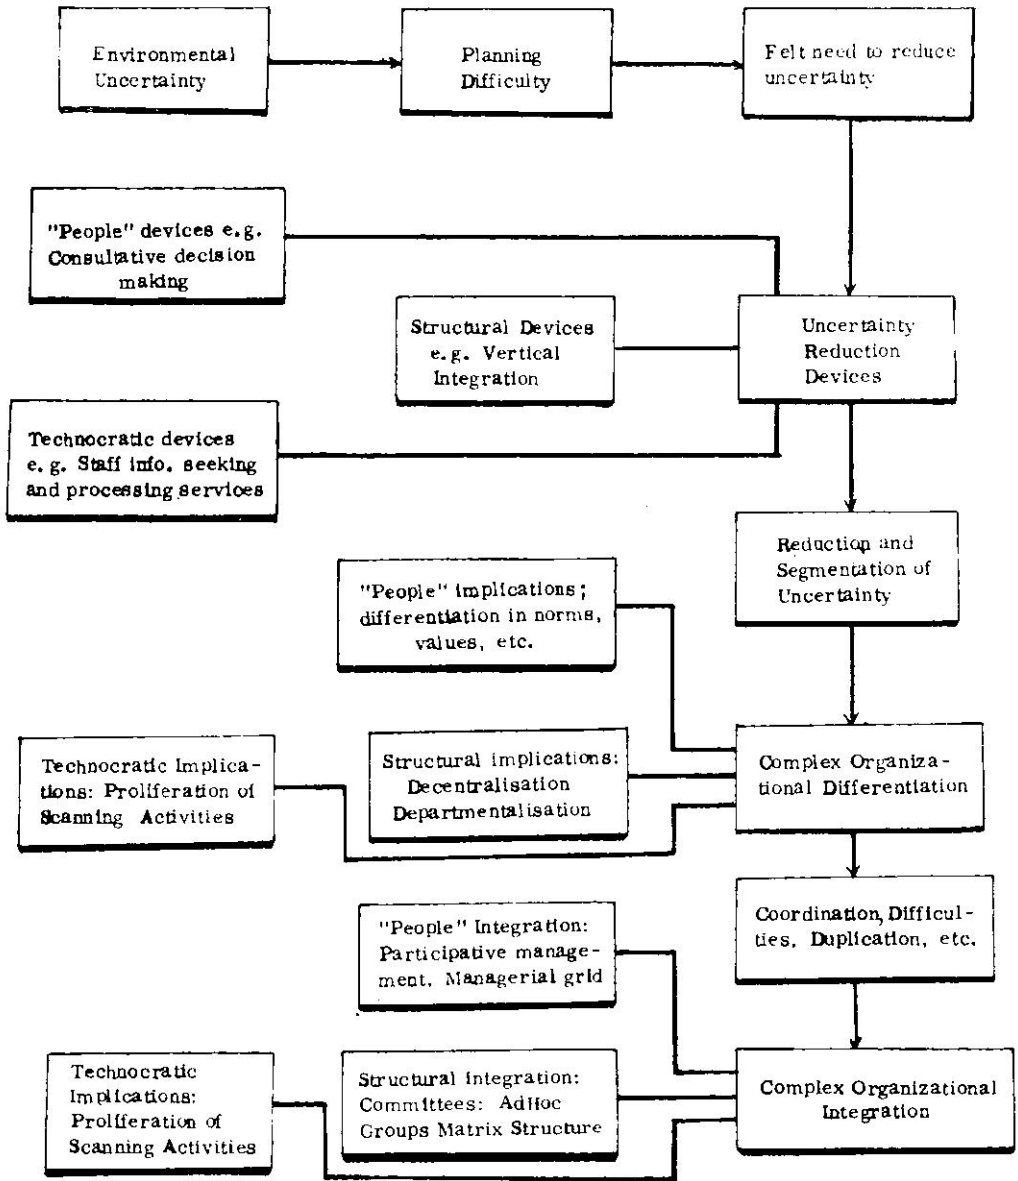 Environmental
Uncertainty
Planning
Difficulty
Felt need to reduce
uncertainty
"People" devices e.g.
Consultative decision
making
Structural Devices
e.g. Vertical
Integration
Uncertainty
Reduction
Devices
Technocratic devices
e.g. Staff info. seeking
and processing services
Reduction and
Segmentation of
Uncertainty
"People" implications;
differentiation in norms,
values, etc.
Technocratic Implica-
tions: Proliferation of
Scanning Activities
Structural implications:
Decentralisation
Departmentalisation
Complex Organiza-
tional Differentiation
Coordination, Difficul-
ties, Duplication, etc.
"People" Integration:
Participative manage-
ment, Managerial grid
Technocratic
Implications:
Proliferation of
Scanning Activities
Structural integration:
Committees: AdHoc
Groups Matrix Structure
Complex Organizational
Integration